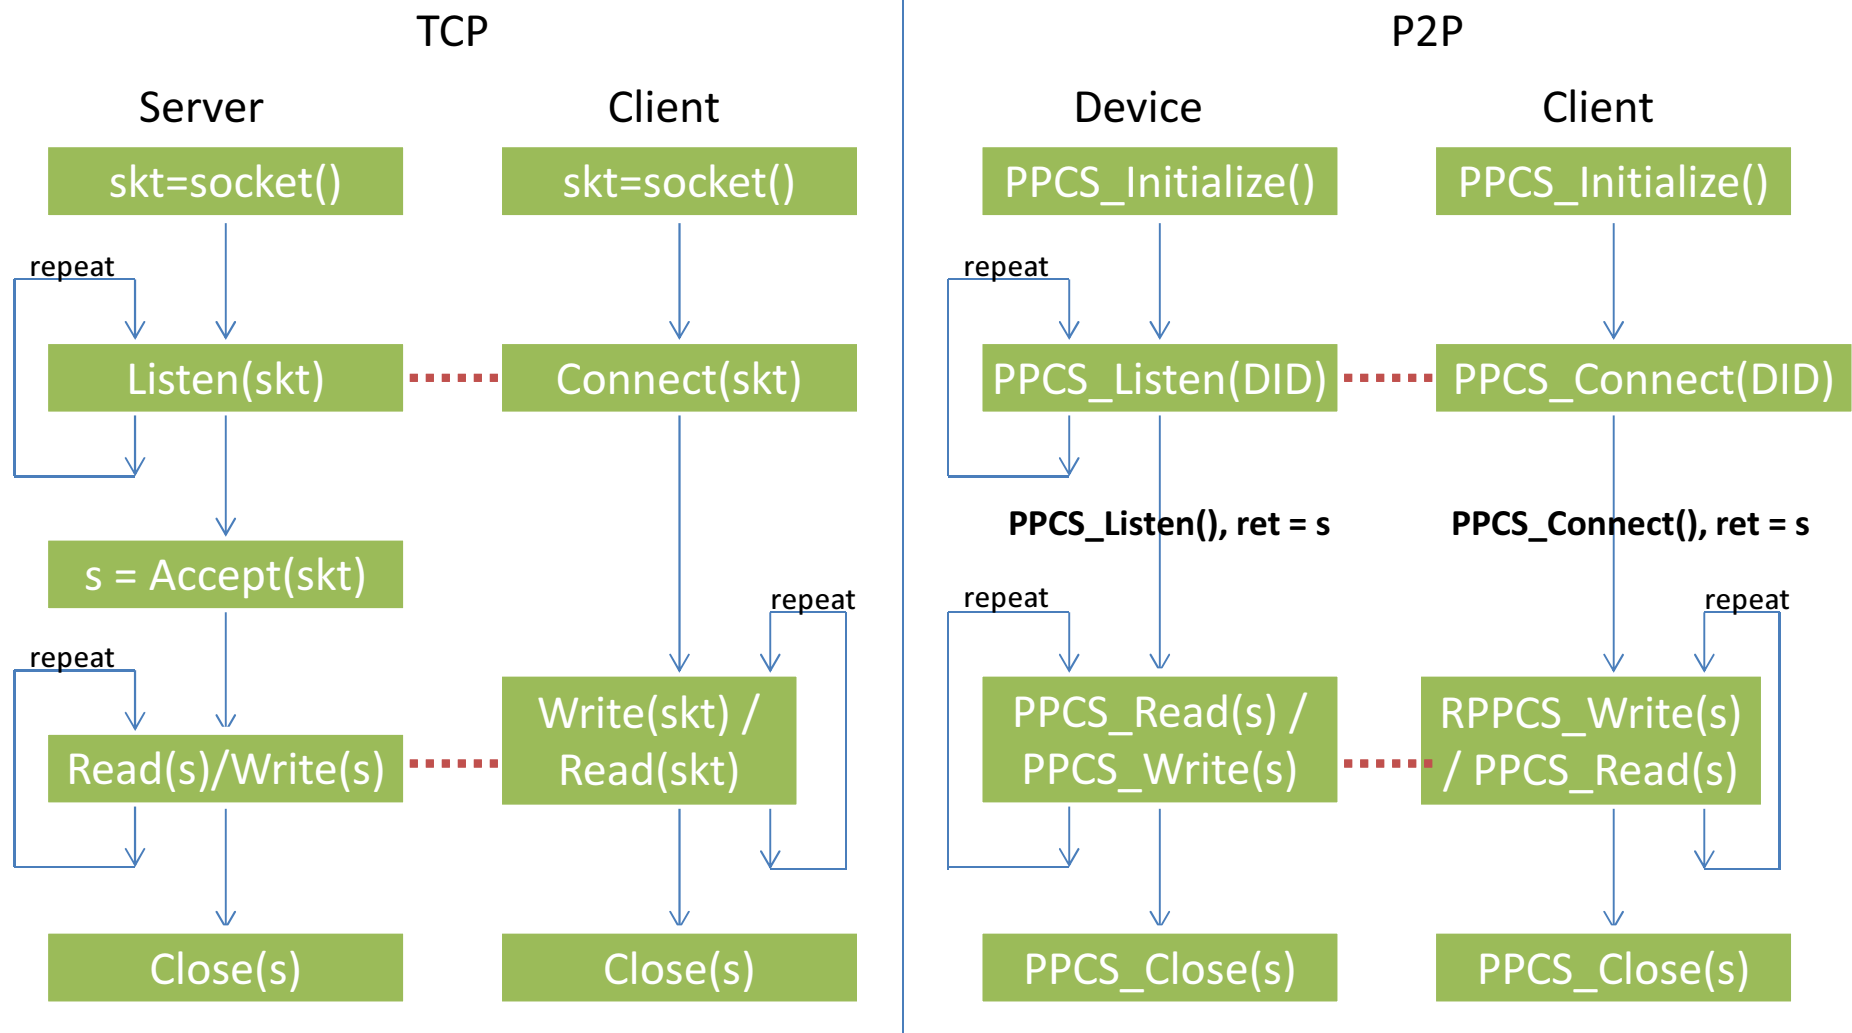 TCP
Server
Client
skt=socket()
skt=socket()
repeat
Listen(skt)
Connect(skt)
s = Accept(skt)
repeat
repeat
Read(s)/Write(s)
Write(skt) /
Read(skt)
Close(s)
Close(s)
P2P
Device
Client
PPCS_Initialize()
PPCS_Initialize()
repeat
PPCS_Listen(DID)
PPCS_Connect(DID)
PPCS_Listen(), ret = s
PPCS_Connect(), ret = s
repeat
repeat
PPCS_Read(s) /
PPCS_Write(s)
RPPCS_Write(s)
/ PPCS_Read(s)
PPCS_Close(s)
PPCS_Close(s)